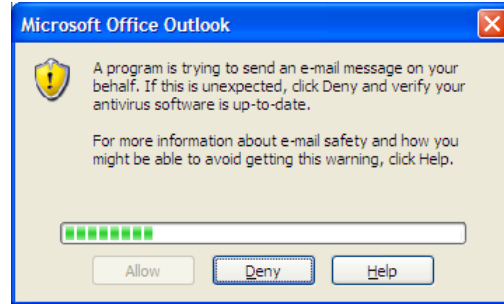 Microsoft Office Outlook
A program is trying to send an e-mail message on your
behalf. If this is unexpected, click Deny and verify your
antivirus software is up-to-date.
For more information about e-mail safety and how you
might be able to avoid getting this warning, click Help.
Allow Deny Help